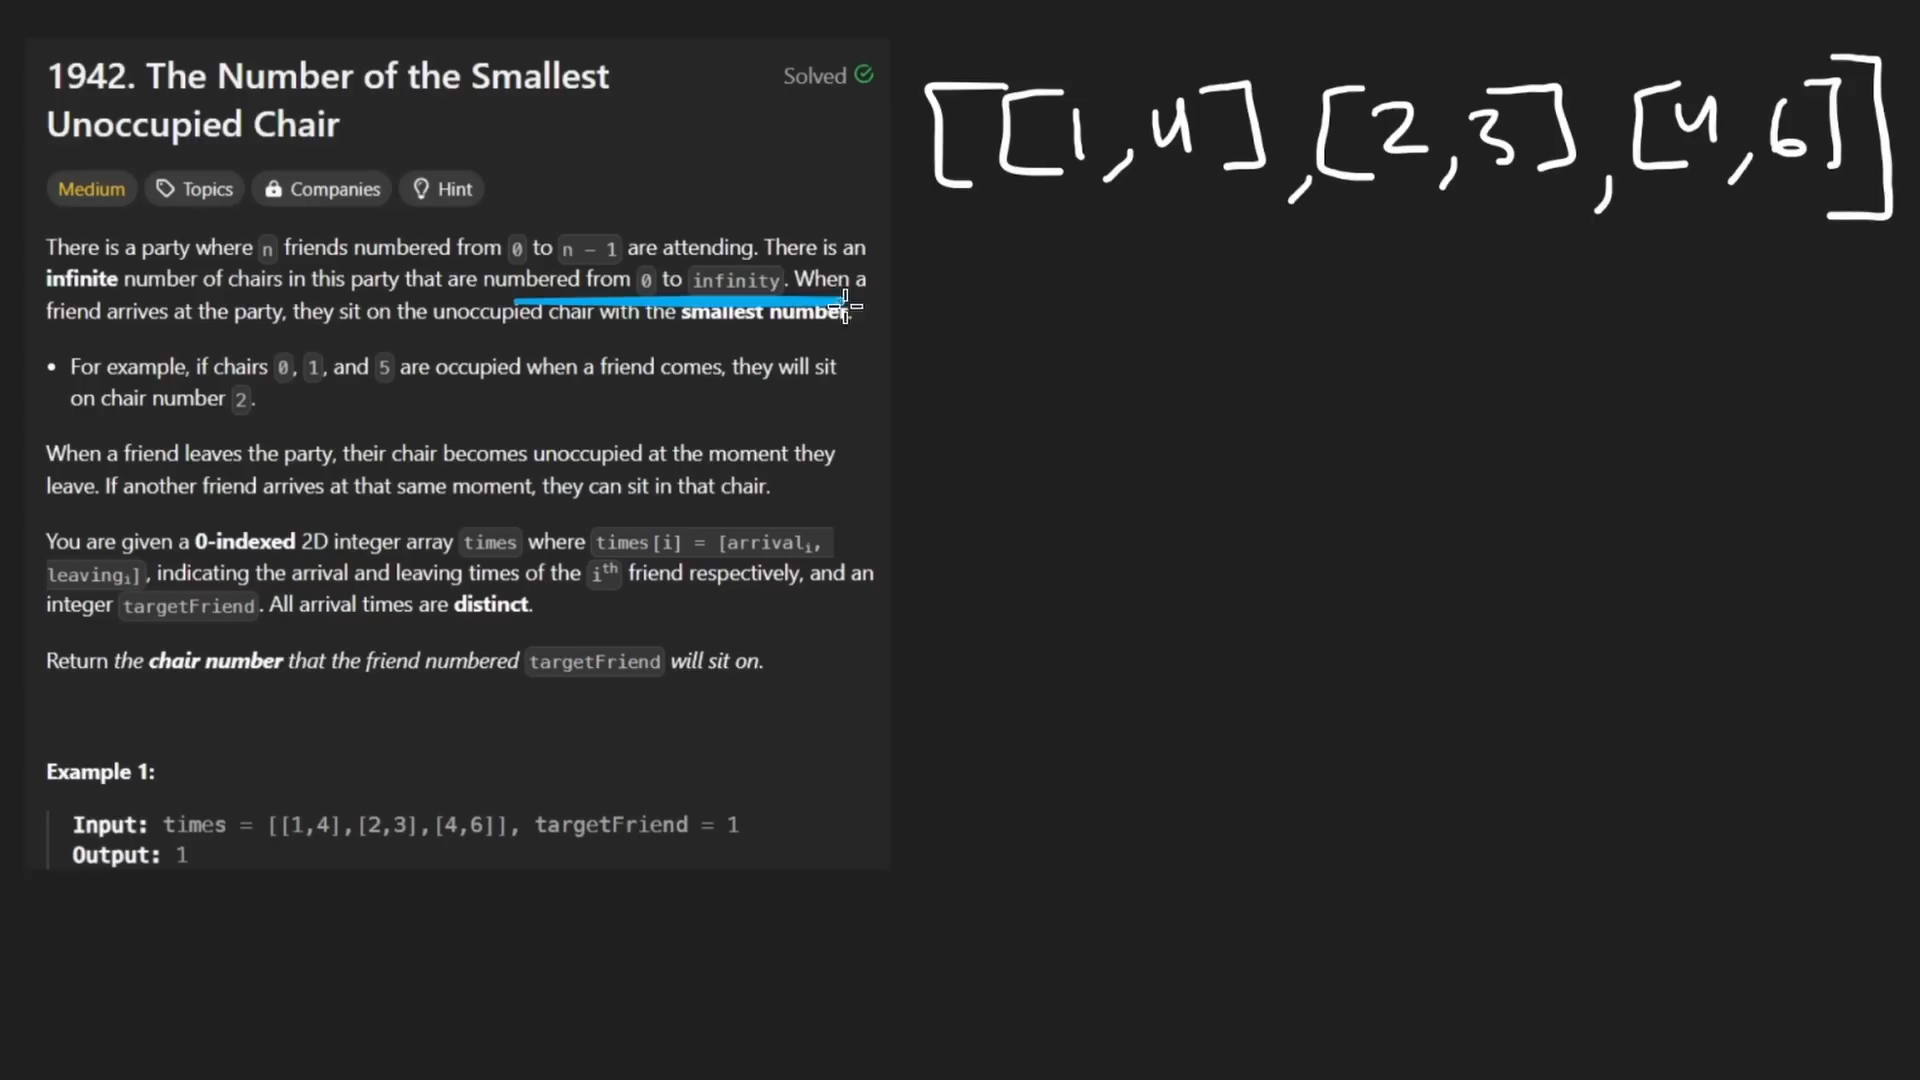 1942. The Number of the Smallest
Unoccupied Chair
Solved
Medium Topics Companies Hint
There is a party where n friends numbered from 0 to n - 1 are attending. There is an
infinite number of chairs in this party that are numbered from 0 to infinity. When a
friend arrives at the party, they sit on the unoccupied chair with the smallest number.
• For example, if chairs 0, 1, and 5 are occupied when a friend comes, they will sit
on chair number 2.
When a friend leaves the party, their chair becomes unoccupied at the moment they
leave. If another friend arrives at that same moment, they can sit in that chair.
You are given a 0-indexed 2D integer array times where times[i] = [arrivalᵢ,
leavingᵢ], indicating the arrival and leaving times of the iᵗʰ friend respectively, and an
integer targetFriend. All arrival times are distinct.
Return the chair number that the friend numbered targetFriend will sit on.
Example 1:
Input: times = [[1,4],[2,3],[4,6]], targetFriend = 1
Output: 1
[[1,4],[2,3],[4,6]]